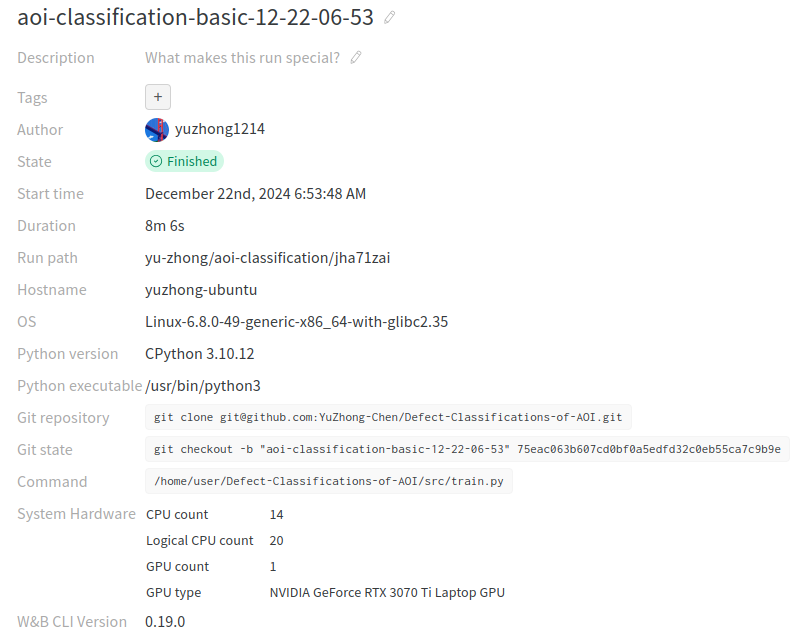 aoi-classification-basic-12-22-06-53
Description What makes this run special?
Tags +
Author yuzhong1214
State Finished
Start time December 22nd, 2024 6:53:48 AM
Duration 8m 6s
Run path yu-zhong/aoi-classification/jha71zai
Hostname yuzhong-ubuntu
OS Linux-6.8.0-49-generic-x86_64-with-glibc2.35
Python version CPython 3.10.12
Python executable /usr/bin/python3
Git repository git clone git@github.com:YuZhong-Chen/Defect-Classifications-of-AOI.git
Git state git checkout -b "aoi-classification-basic-12-22-06-53" 75eac063b607cd0bf0a5edfd32c0eb55ca7c9b9e
Command /home/user/Defect-Classifications-of-AOI/src/train.py
System Hardware CPU count 14
Logical CPU count 20
GPU count 1
GPU type NVIDIA GeForce RTX 3070 Ti Laptop GPU
W&B CLI Version 0.19.0